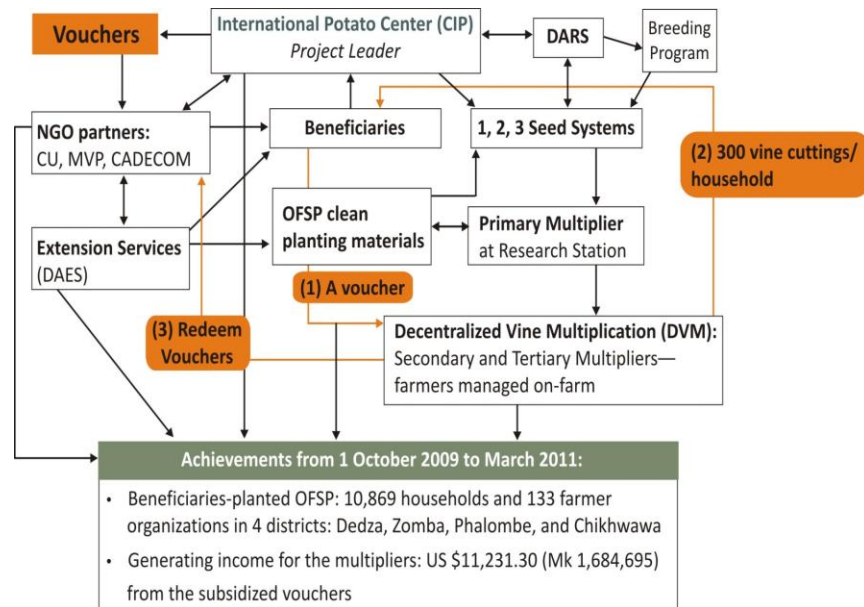 Vouchers
International Potato Center (CIP)
Project Leader
DARS
Breeding
Program
NGO partners:
CU, MVP, CADECOM
Beneficiaries
1, 2, 3 Seed Systems
(2) 300 vine cuttings/
household
OFSP clean
planting materials
Primary Multiplier
at Research Station
Extension Services
(DAES)
(1) A voucher
(3) Redeem
Vouchers
Decentralized Vine Multiplication (DVM):
Secondary and Tertiary Multipliers—
farmers managed on-farm
Achievements from 1 October 2009 to March 2011:
• Beneficiaries-planted OFSP: 10,869 households and 133 farmer
organizations in 4 districts: Dedza, Zomba, Phalombe, and Chikhwawa
• Generating income for the multipliers: US $11,231.30 (Mk 1,684,695)
from the subsidized vouchers